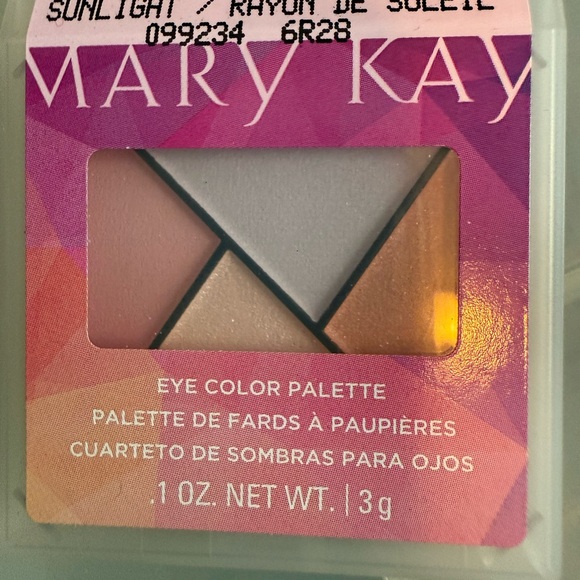 SUNLIGHT / RAYON DE SOLEIL
099234 6R28
MARY KAY
EYE COLOR PALETTE
PALETTE DE FARDS À PAUPIÈRES
CUARTETO DE SOMBRAS PARA OJOS
.1 OZ. NET WT. | 3 g